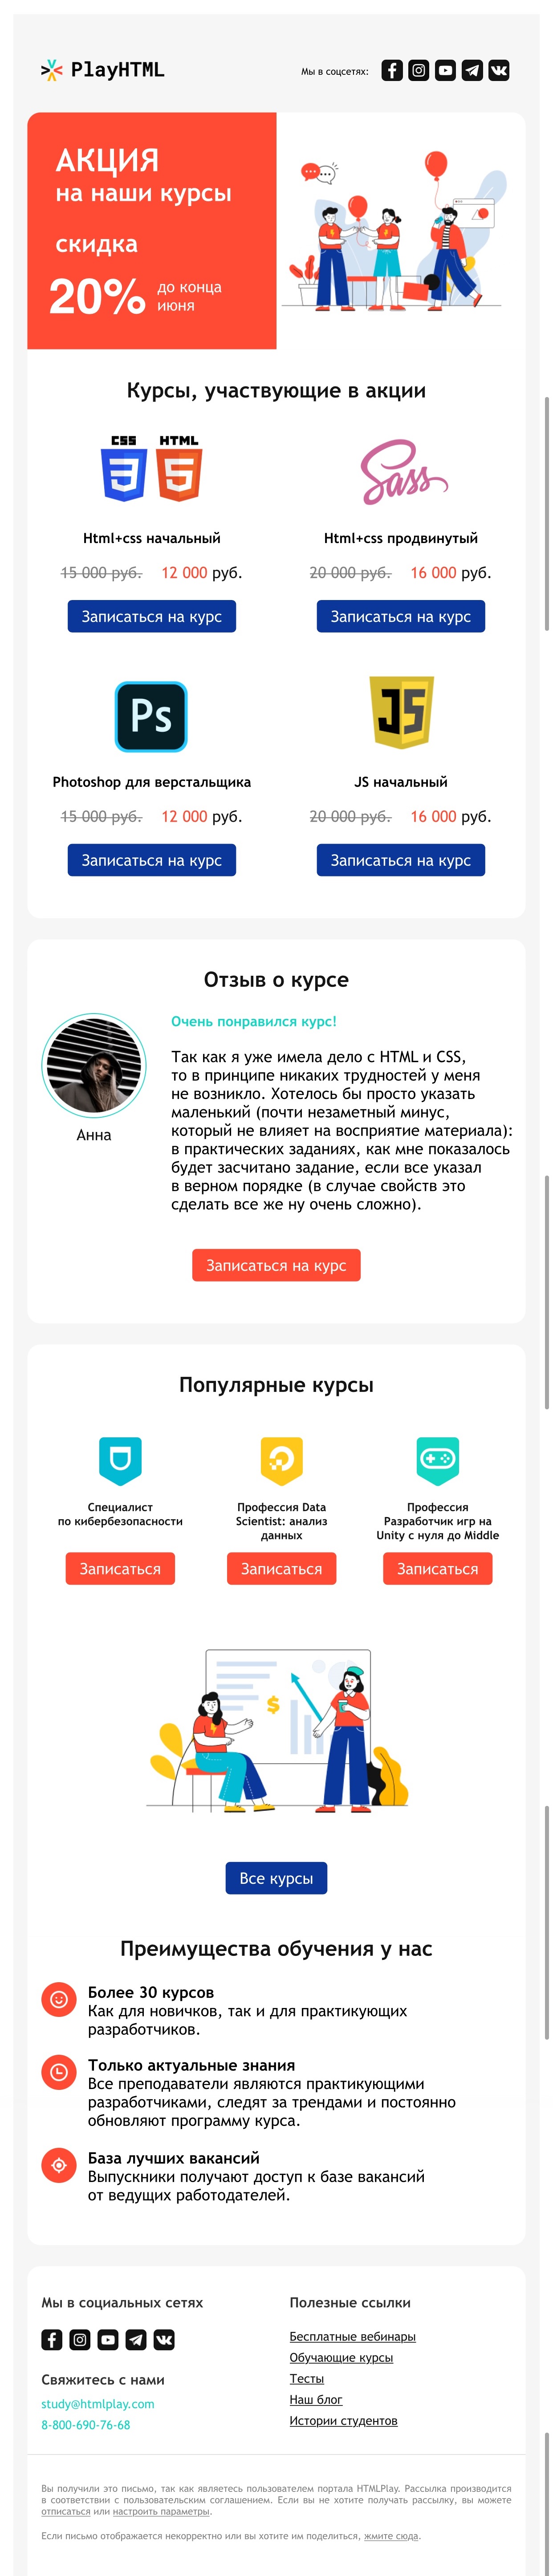 PlayHTML
Мы в соцсетях:
АКЦИЯ
на наши курсы
скидка
20%
до конца
июня
Курсы, участвующие в акции
CSS HTML
Sass
Html+css начальный
Html+css продвинутый
15 000 руб. 12 000 руб.
20 000 руб. 16 000 руб.
Записаться на курс
Записаться на курс
Ps
JS
Photoshop для верстальщика
JS начальный
15 000 руб. 12 000 руб.
20 000 руб. 16 000 руб.
Записаться на курс
Записаться на курс
Отзыв о курсе
Очень понравился курс!
Так как я уже имела дело с HTML и CSS,
то в принципе никаких трудностей у меня
не возникло. Хотелось бы просто указать
маленький (почти незаметный минус,
который не влияет на восприятие материала):
в практических заданиях, как мне показалось
будет засчитано задание, если все указал
в верном порядке (в случае свойств это
сделать все же ну очень сложно).
Анна
Записаться на курс
Популярные курсы
Специалист
по кибербезопасности
Профессия Data
Scientist: анализ
данных
Профессия
Разработчик игр на
Unity с нуля до Middle
Записаться
Записаться
Записаться
$
Все курсы
Преимущества обучения у нас
Более 30 курсов
Как для новичков, так и для практикующих
разработчиков.
Только актуальные знания
Все преподаватели являются практикующими
разработчиками, следят за трендами и постоянно
обновляют программу курса.
База лучших вакансий
Выпускники получают доступ к базе вакансий
от ведущих работодателей.
Мы в социальных сетях
Свяжитесь с нами
study@htmlplay.com
8-800-690-76-68
Полезные ссылки
Бесплатные вебинары
Обучающие курсы
Тесты
Наш блог
Истории студентов
Вы получили это письмо, так как являетесь пользователем портала HTMLPlay. Рассылка производится
в соответствии с пользовательским соглашением. Если вы не хотите получать рассылку, вы можете
отписаться или настроить параметры.
Если письмо отображается некорректно или вы хотите им поделиться, жмите сюда.